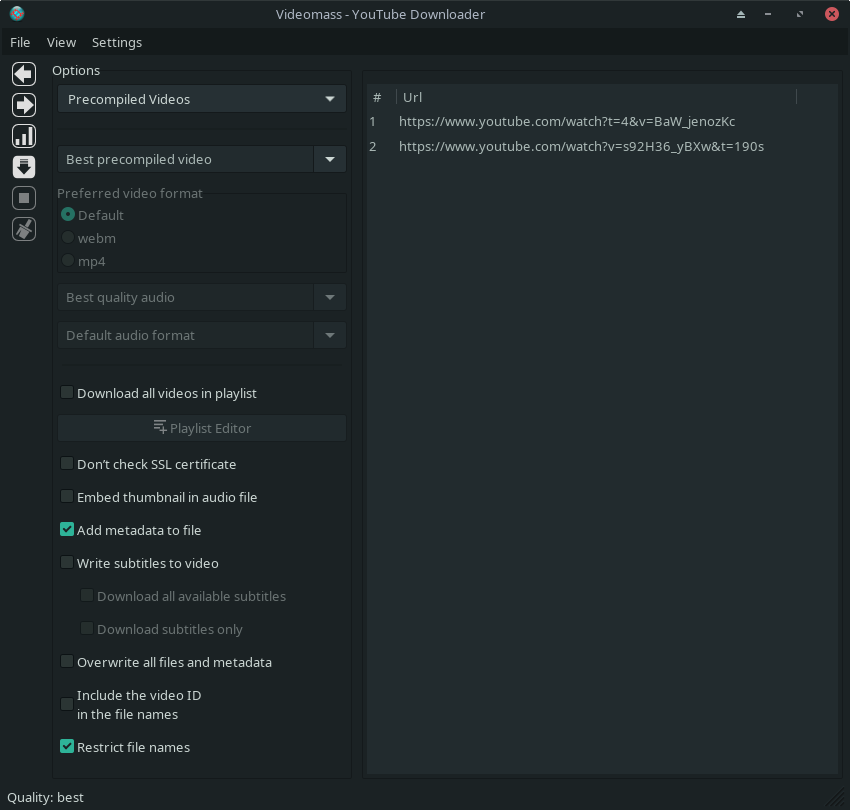 Videomass - YouTube Downloader
File View Settings
Options
Precompiled Videos
Best precompiled video
Preferred video format
Default
webm
mp4
Best quality audio
Default audio format
Download all videos in playlist
Playlist Editor
Don’t check SSL certificate
Embed thumbnail in audio file
Add metadata to file
Write subtitles to video
Download all available subtitles
Download subtitles only
Overwrite all files and metadata
Include the video ID
in the file names
Restrict file names
# Url
1 https://www.youtube.com/watch?t=4&v=BaW_jenozKc
2 https://www.youtube.com/watch?v=s92H36_yBXw&t=190s
Quality: best